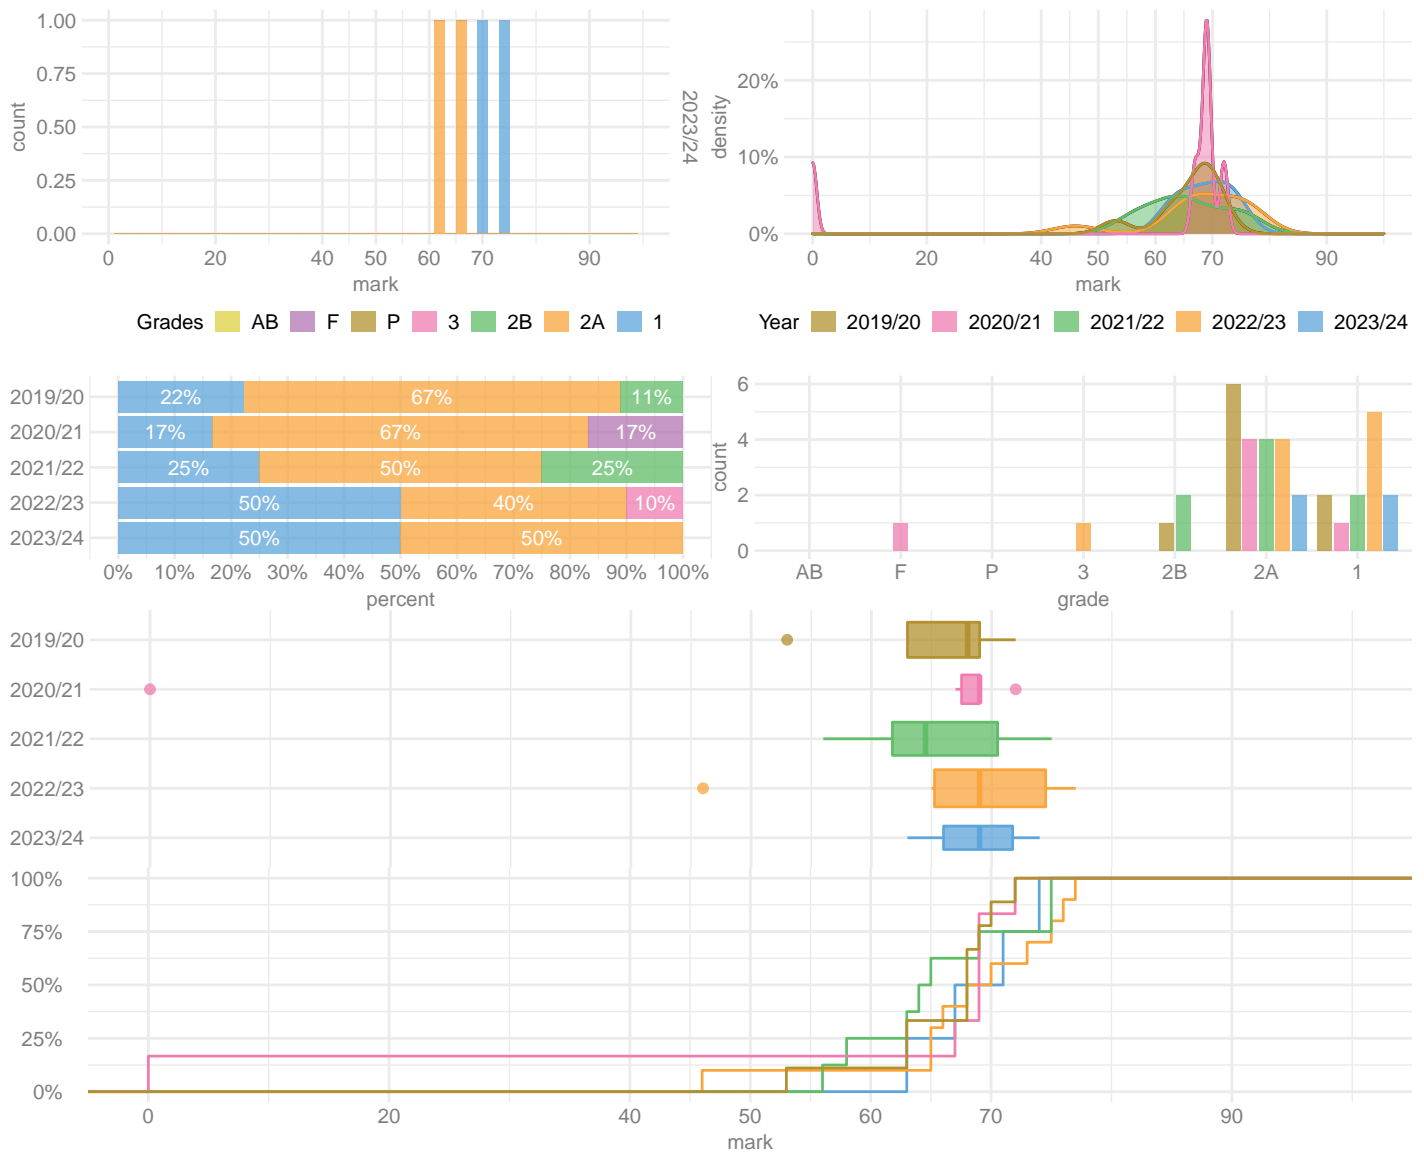 1.00
0.75
0.50
0.25
0.00
count
0 20 40 50 60 70 90
mark
2023/24
20%
10%
0%
density
0 20 40 50 60 70 90
mark
Grades AB F P 3 2B 2A 1
Year 2019/20 2020/21 2021/22 2022/23 2023/24
2019/20 22% 67% 11%
2020/21 17% 67% 17%
2021/22 25% 50% 25%
2022/23 50% 40% 10%
2023/24 50% 50%
0% 10% 20% 30% 40% 50% 60% 70% 80% 90% 100%
percent
6
4
2
0
count
AB F P 3 2B 2A 1
grade
2019/20
2020/21
2021/22
2022/23
2023/24
100%
75%
50%
25%
0%
0 20 40 50 60 70 90
mark